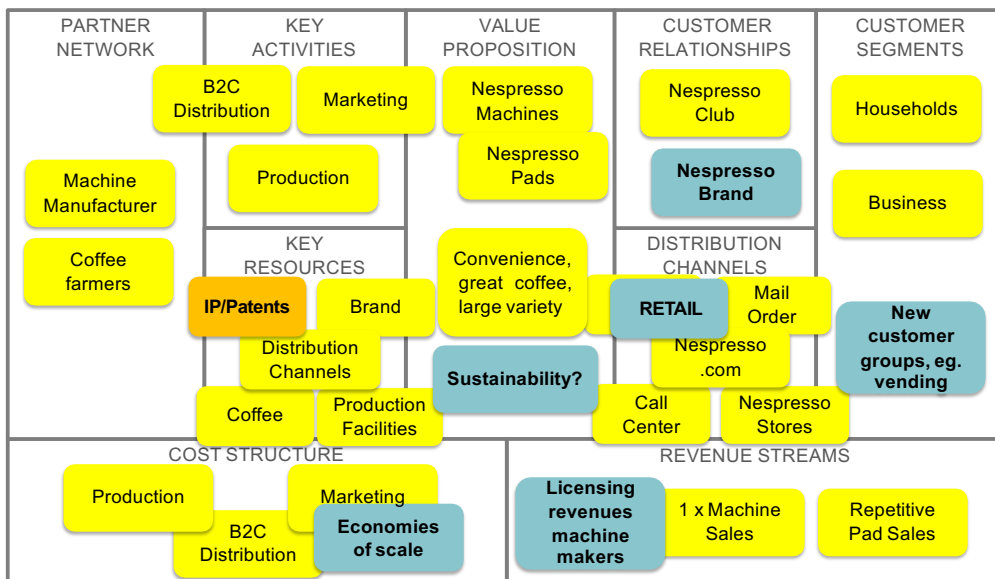 PARTNER
NETWORK
KEY
ACTIVITIES
VALUE
PROPOSITION
CUSTOMER
RELATIONSHIPS
CUSTOMER
SEGMENTS
B2C
Distribution
Marketing
Nespresso
Machines
Nespresso
Club
Households
Machine
Manufacturer
Production
Nespresso
Pads
Nespresso
Brand
Business
Coffee
farmers
KEY
RESOURCES
Convenience,
great coffee,
large variety
DISTRIBUTION
CHANNELS
IP/Patents
Brand
RETAIL
Mail
Order
New
customer
groups, eg.
vending
Distribution
Channels
Sustainability?
Nespresso
.com
Coffee
Production
Facilities
Call
Center
Nespresso
Stores
COST STRUCTURE
REVENUE STREAMS
Production
Marketing
B2C
Distribution
Economies
of scale
Licensing
revenues
machine
makers
1 x Machine
Sales
Repetitive
Pad Sales